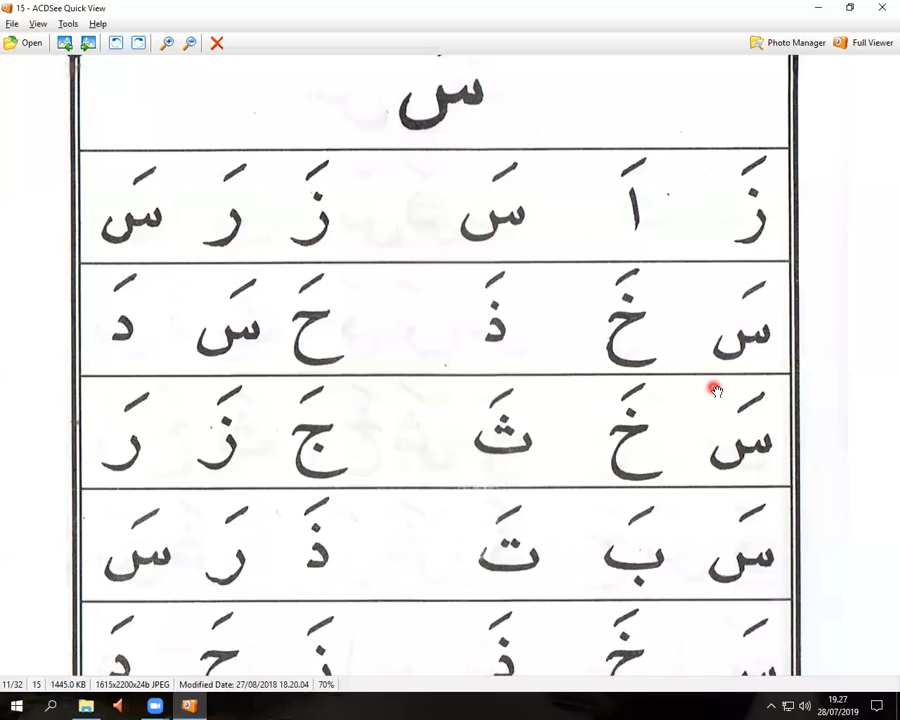 15 - ACDSee Quick View
File View Tools Help
Open Photo Manager Full Viewer
سَ
زَ اَ سَ زَ رَ سَ
سَ خَ ذَ حَ سَ دَ
سَ خَ ثَ جَ زَ رَ
سَ بَ تَ ذَ رَ سَ
سَ خَ ذَ زَ حَ دَ
11/32 15 1445.0 KB 1615x2200x24b JPEG Modified Date: 27/08/2018 18.20.04 70%
19.27
28/07/2019